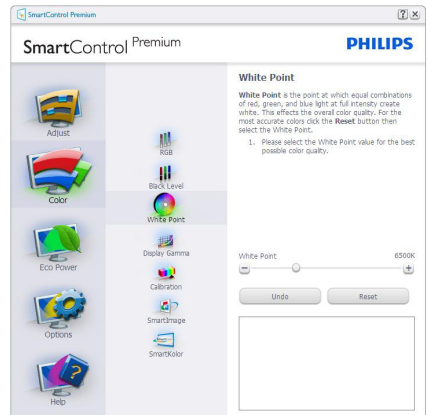 SmartControl Premium
SmartControl Premium
PHILIPS
Adjust
Color
Eco Power
Options
Help
RGB
Black Level
White Point
Display Gamma
Calibration
SmartImage
SmartKolor
White Point
White Point is the point at which equal combinations
of red, green, and blue light at full intensity create
white. This effects the overall color quality. For the
most accurate colors click the Reset button then
select the White Point.
1. Please select the White Point value for the best
possible color quality.
White Point 6500K
Undo Reset